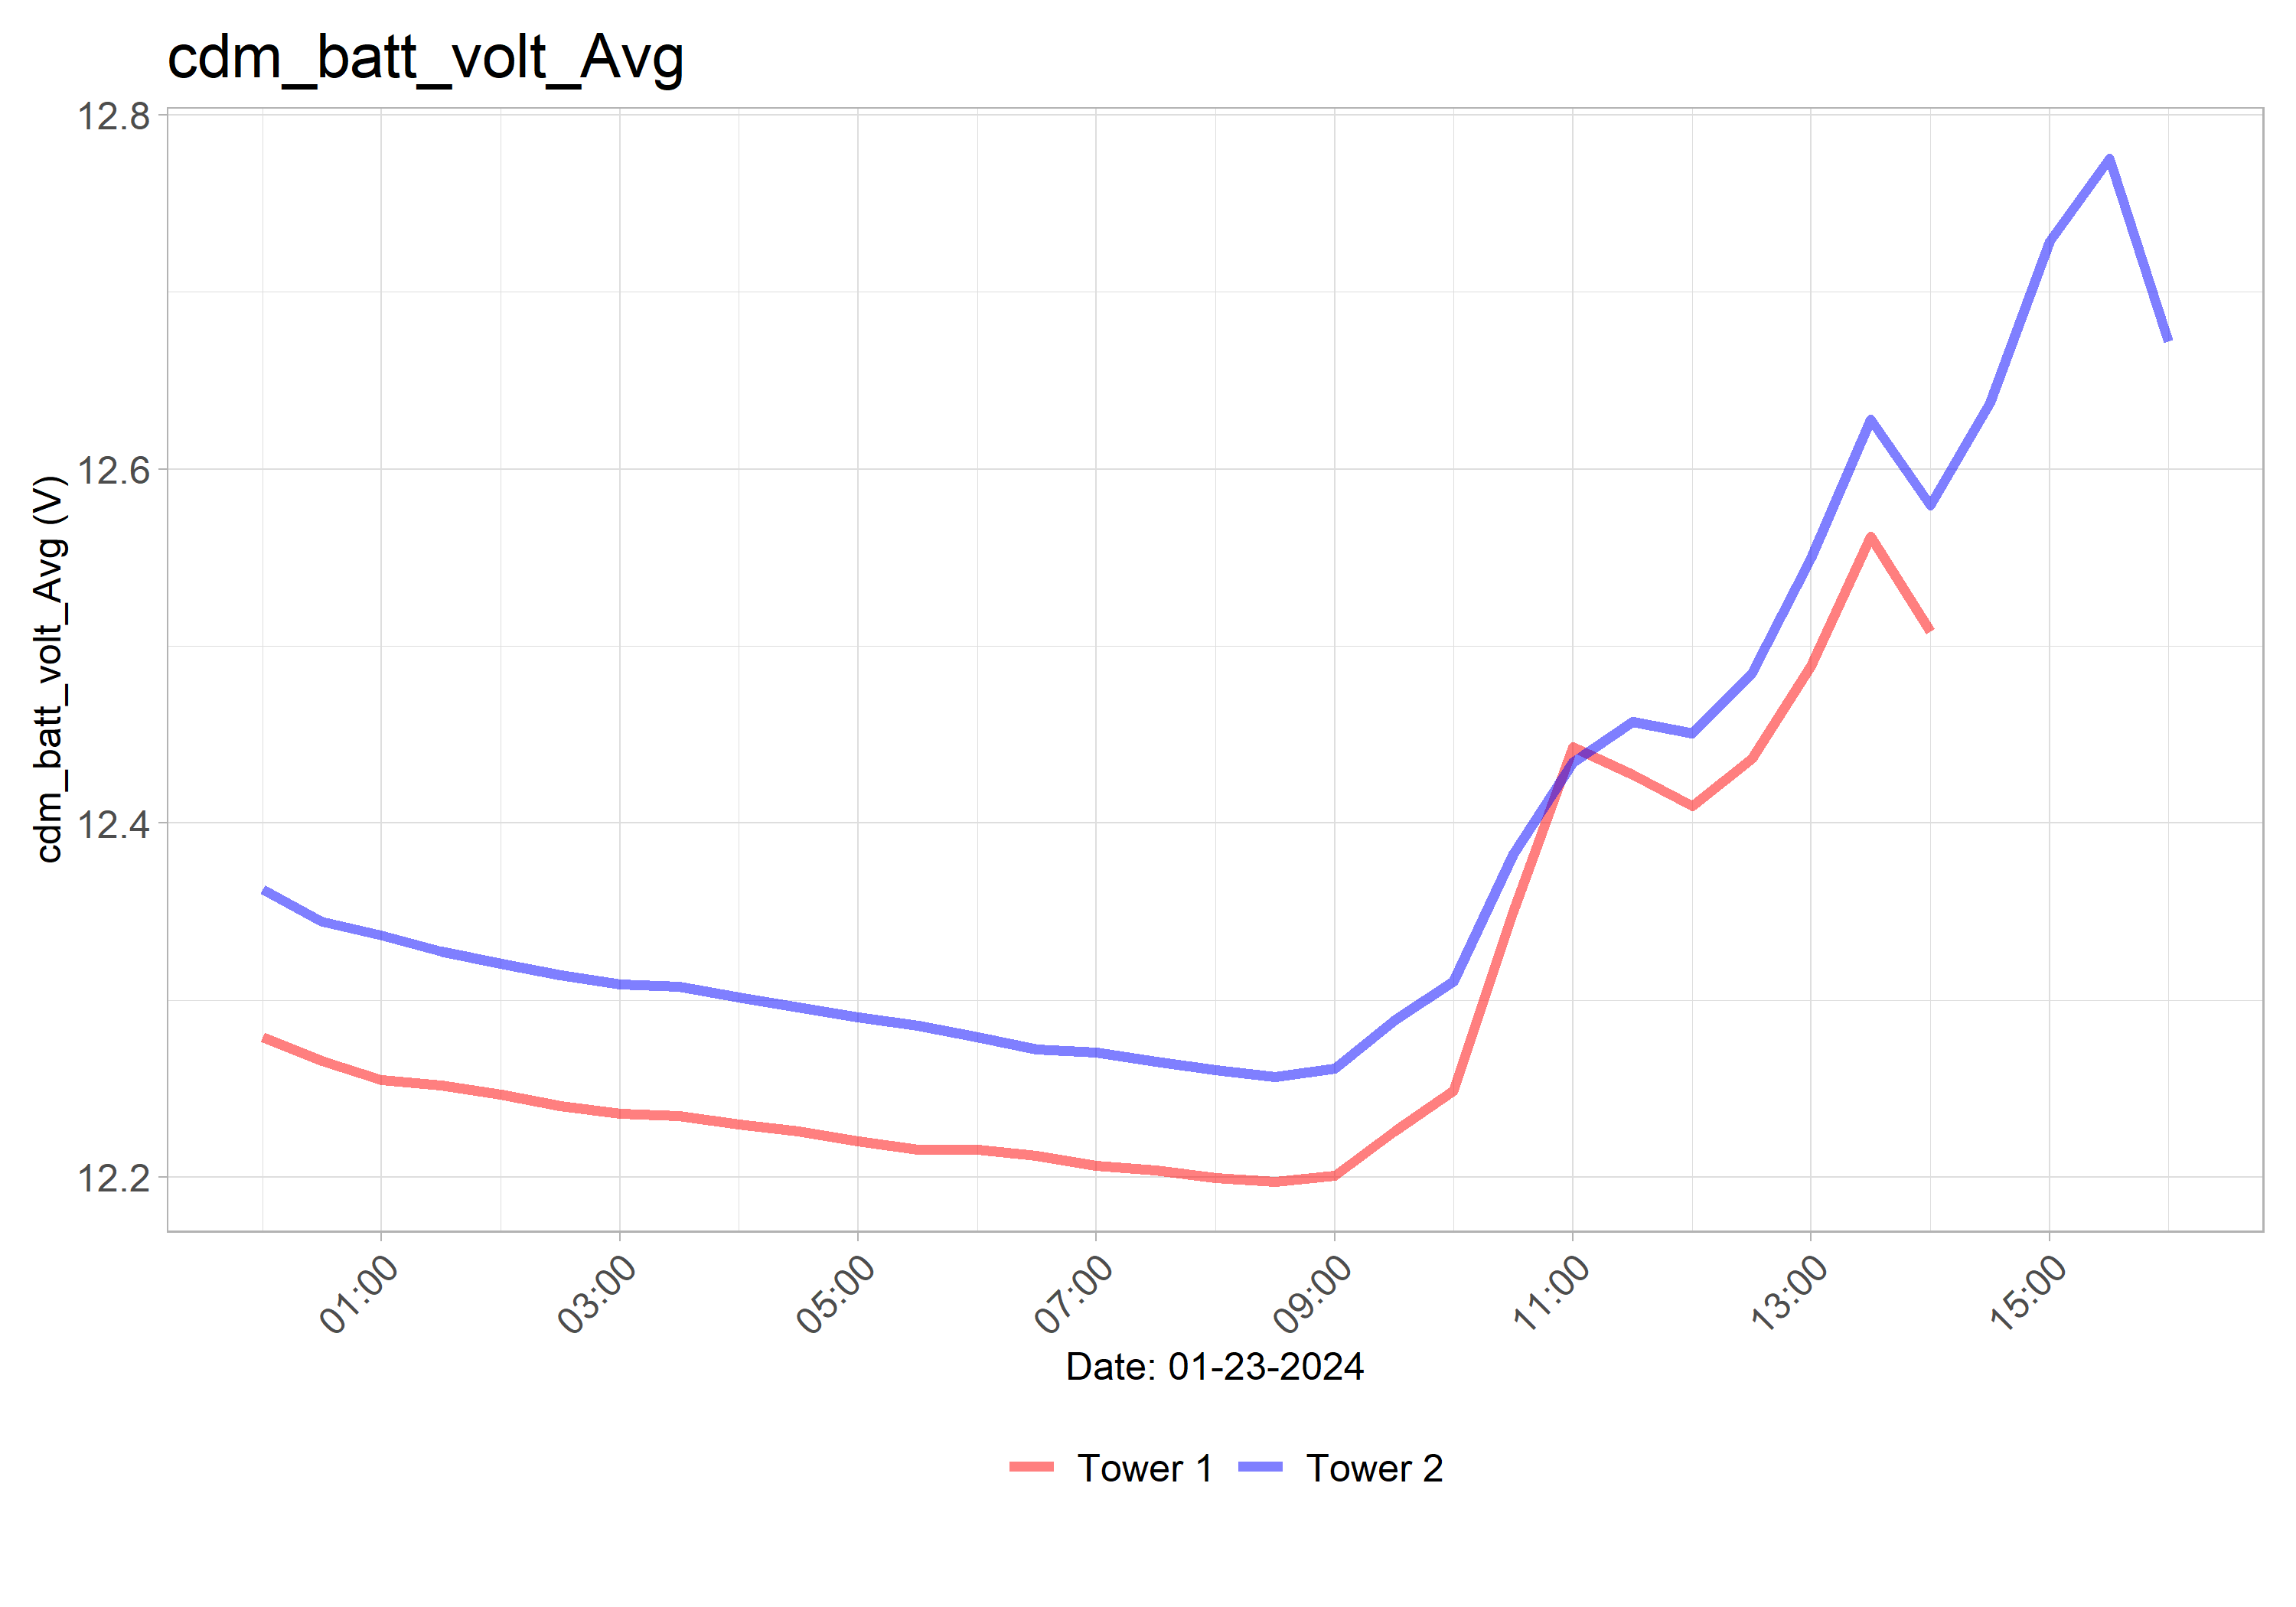 cdm_batt_volt_Avg
cdm_batt_volt_Avg (V)
12.8
12.6
12.4
12.2
01:00
03:00
05:00
07:00
09:00
11:00
13:00
15:00
Date: 01-23-2024
Tower 1
Tower 2